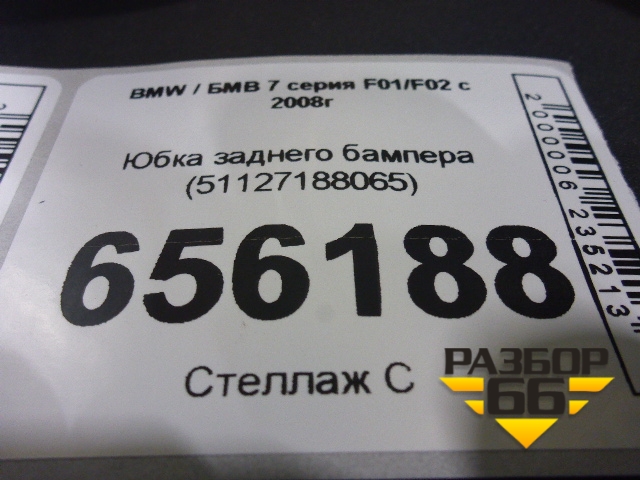 BMW / БМВ 7 серия F01/F02 с
2008г
Юбка заднего бампера
(51127188065)
656188
Стеллаж С
2000006235213
РАЗБОР
66